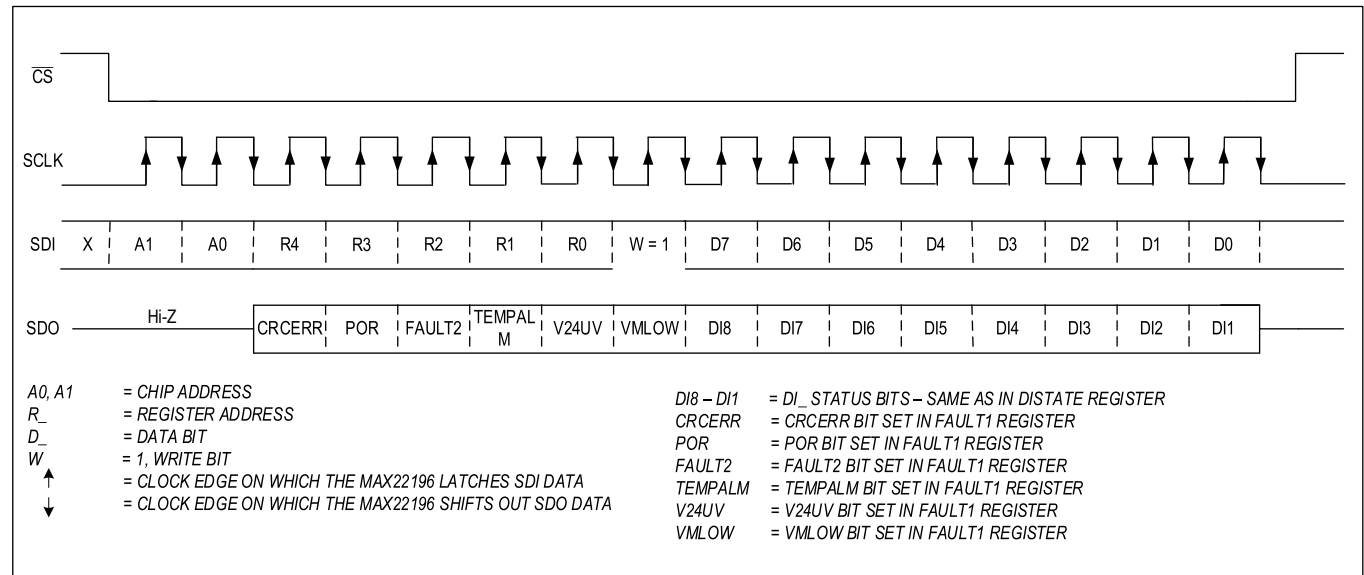 CS
SCLK
SDI X A1 A0 R4 R3 R2 R1 R0 W = 1 D7 D6 D5 D4 D3 D2 D1 D0
SDO Hi-Z CRCERR POR FAULT2 TEMPAL M V24UV VMLOW DI8 DI7 DI6 DI5 DI4 DI3 DI2 DI1
A0, A1 = CHIP ADDRESS
R_ = REGISTER ADDRESS
D_ = DATA BIT
W = 1, WRITE BIT
↑ = CLOCK EDGE ON WHICH THE MAX22196 LATCHES SDI DATA
↓ = CLOCK EDGE ON WHICH THE MAX22196 SHIFTS OUT SDO DATA
DI8 – DI1 = DI_ STATUS BITS – SAME AS IN DISTATE REGISTER
CRCERR = CRCERR BIT SET IN FAULT1 REGISTER
POR = POR BIT SET IN FAULT1 REGISTER
FAULT2 = FAULT2 BIT SET IN FAULT1 REGISTER
TEMPALM = TEMPALM BIT SET IN FAULT1 REGISTER
V24UV = V24UV BIT SET IN FAULT1 REGISTER
VMLOW = VMLOW BIT SET IN FAULT1 REGISTER